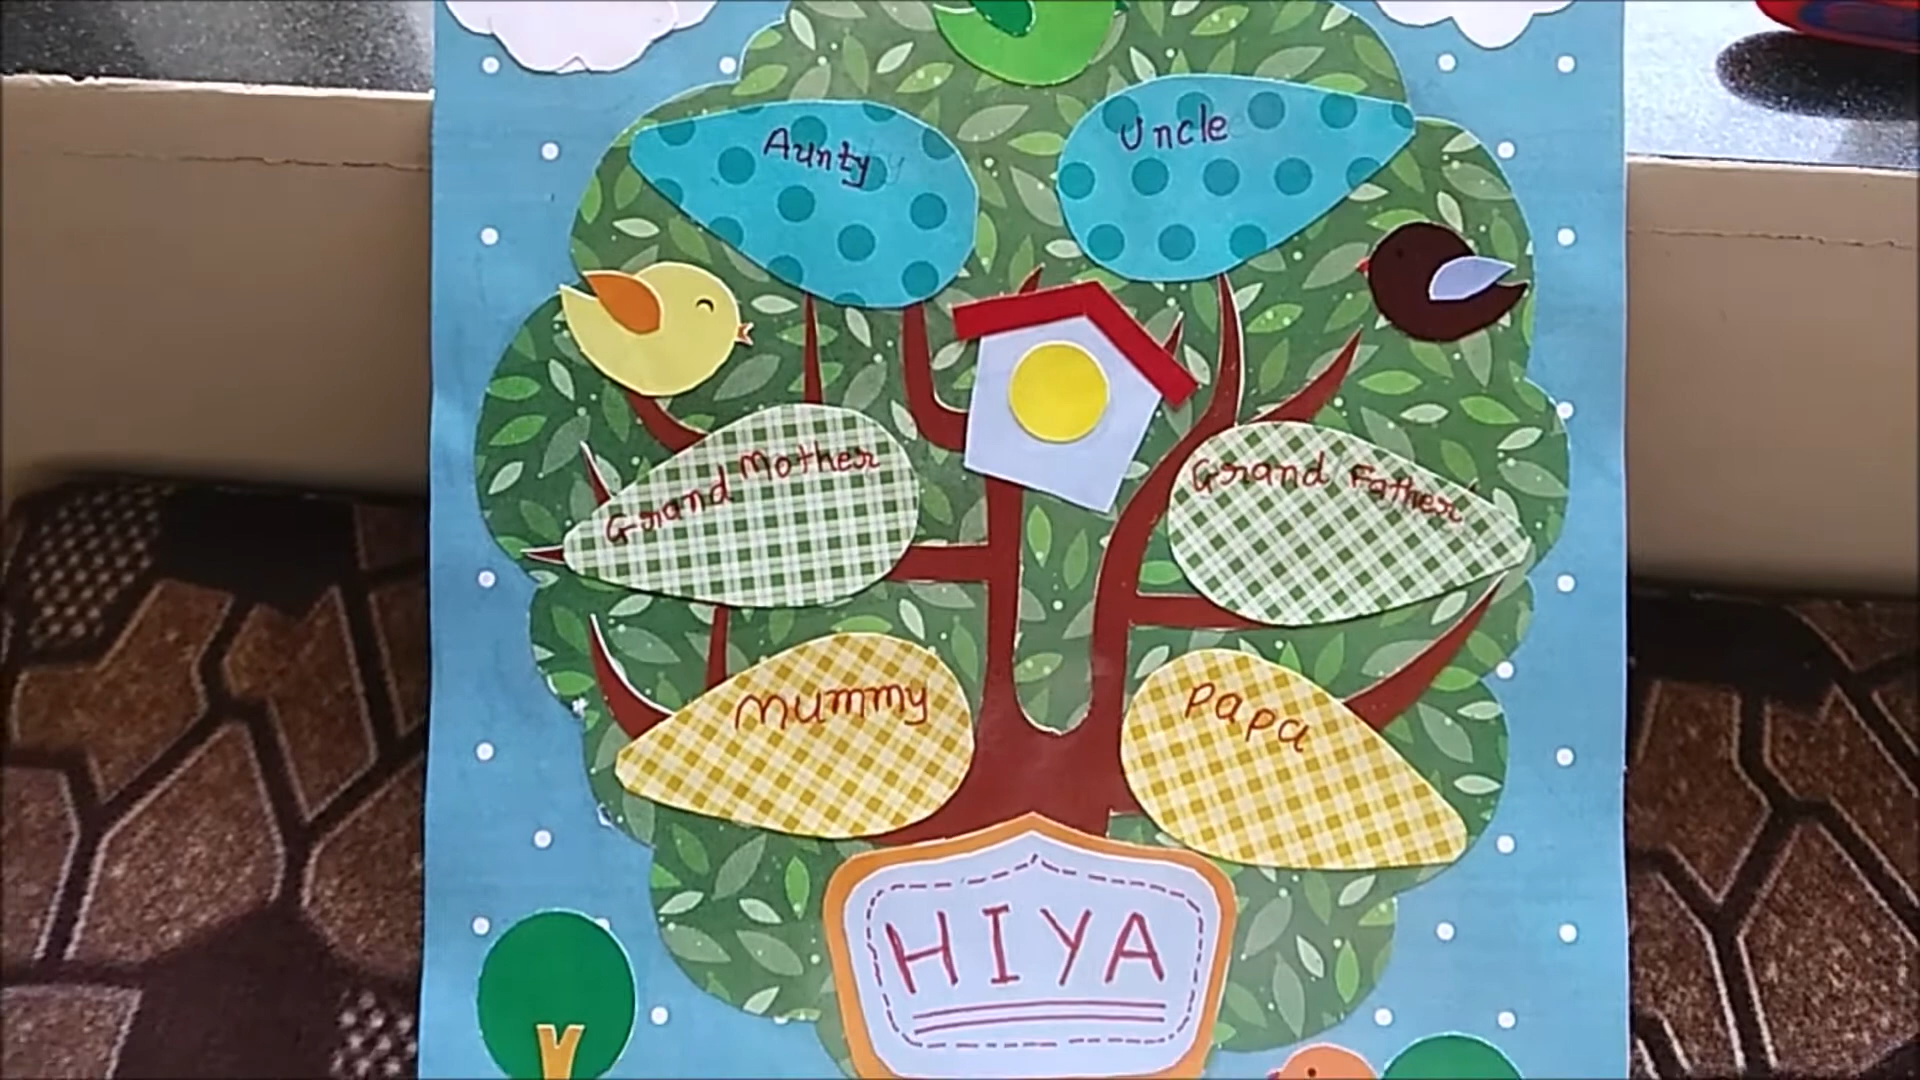 Aunty
Uncle
Grand Mother
Grand Father
Mummy
Papa
HIYA